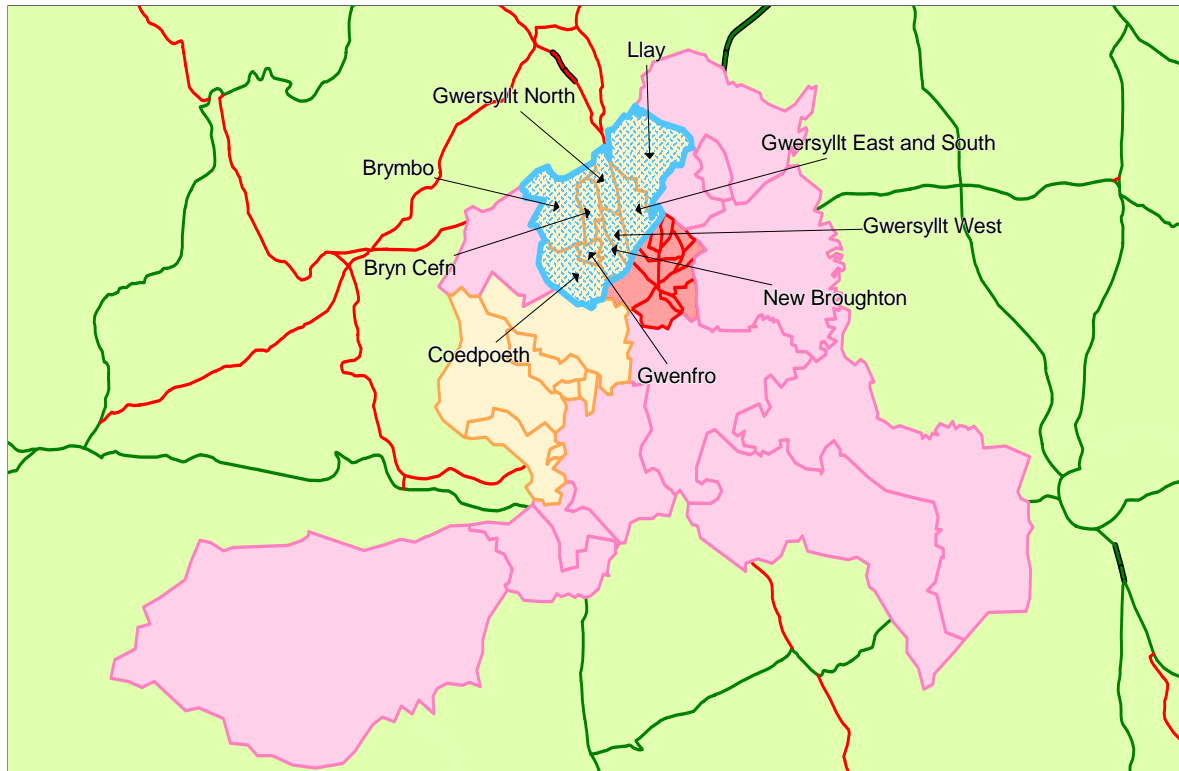 Llay
Gwersyllt North
Gwersyllt East and South
Brymbo
Gwersyllt West
Bryn Cefn
New Broughton
Coedpoeth
Gwenfro